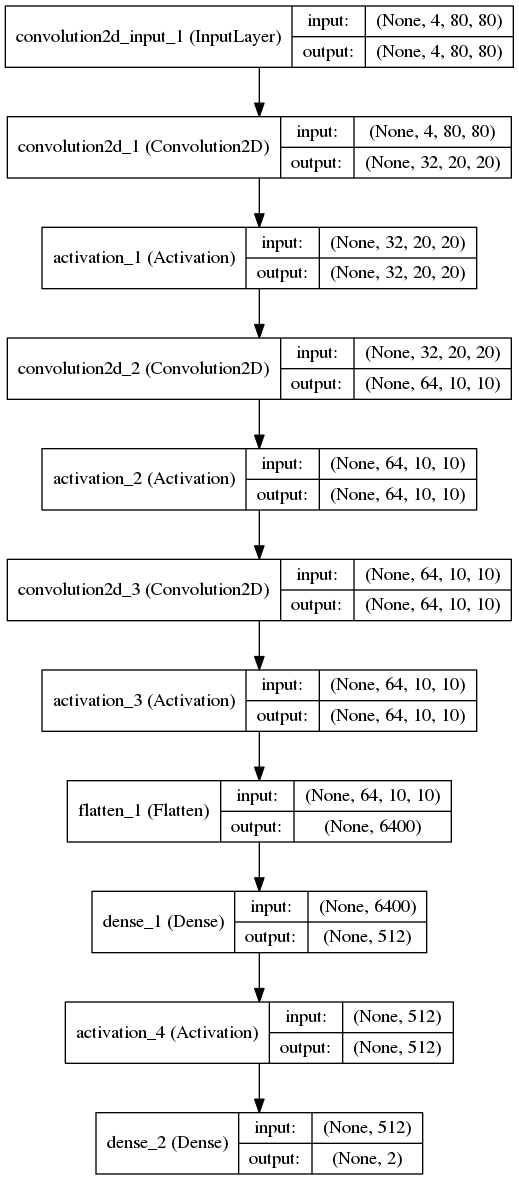 convolution2d_input_1 (InputLayer) input: (None, 4, 80, 80)
output: (None, 4, 80, 80)
convolution2d_1 (Convolution2D) input: (None, 4, 80, 80)
output: (None, 32, 20, 20)
activation_1 (Activation) input: (None, 32, 20, 20)
output: (None, 32, 20, 20)
convolution2d_2 (Convolution2D) input: (None, 32, 20, 20)
output: (None, 64, 10, 10)
activation_2 (Activation) input: (None, 64, 10, 10)
output: (None, 64, 10, 10)
convolution2d_3 (Convolution2D) input: (None, 64, 10, 10)
output: (None, 64, 10, 10)
activation_3 (Activation) input: (None, 64, 10, 10)
output: (None, 64, 10, 10)
flatten_1 (Flatten) input: (None, 64, 10, 10)
output: (None, 6400)
dense_1 (Dense) input: (None, 6400)
output: (None, 512)
activation_4 (Activation) input: (None, 512)
output: (None, 512)
dense_2 (Dense) input: (None, 512)
output: (None, 2)